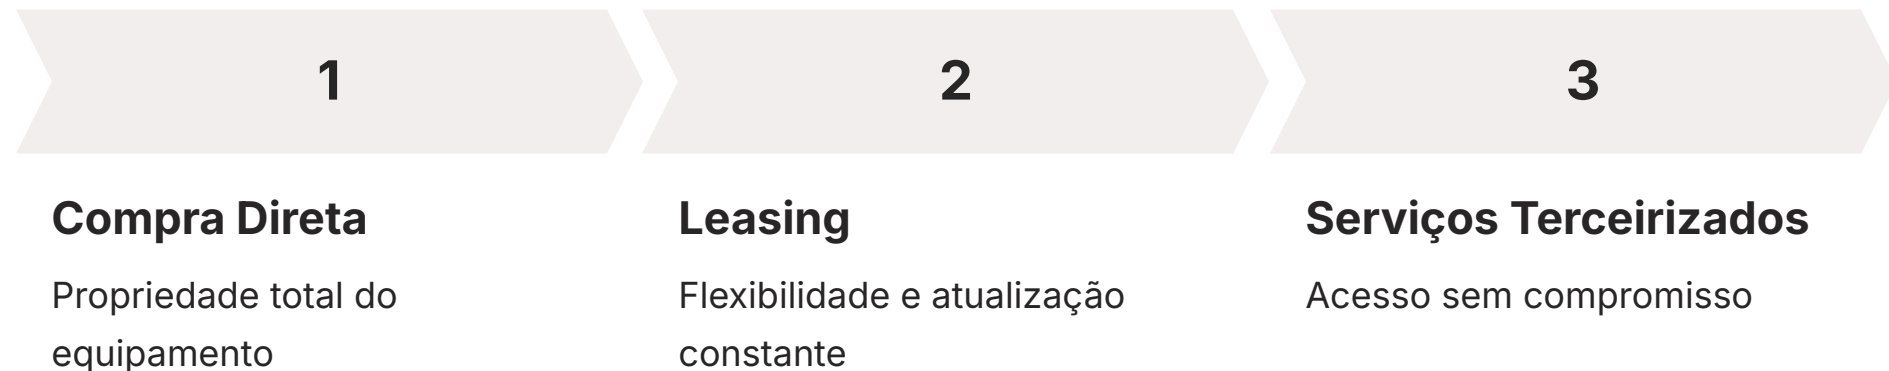 1
2
3
Compra Direta
Propriedade total do
equipamento
Leasing
Flexibilidade e atualização
constante
Serviços Terceirizados
Acesso sem compromisso